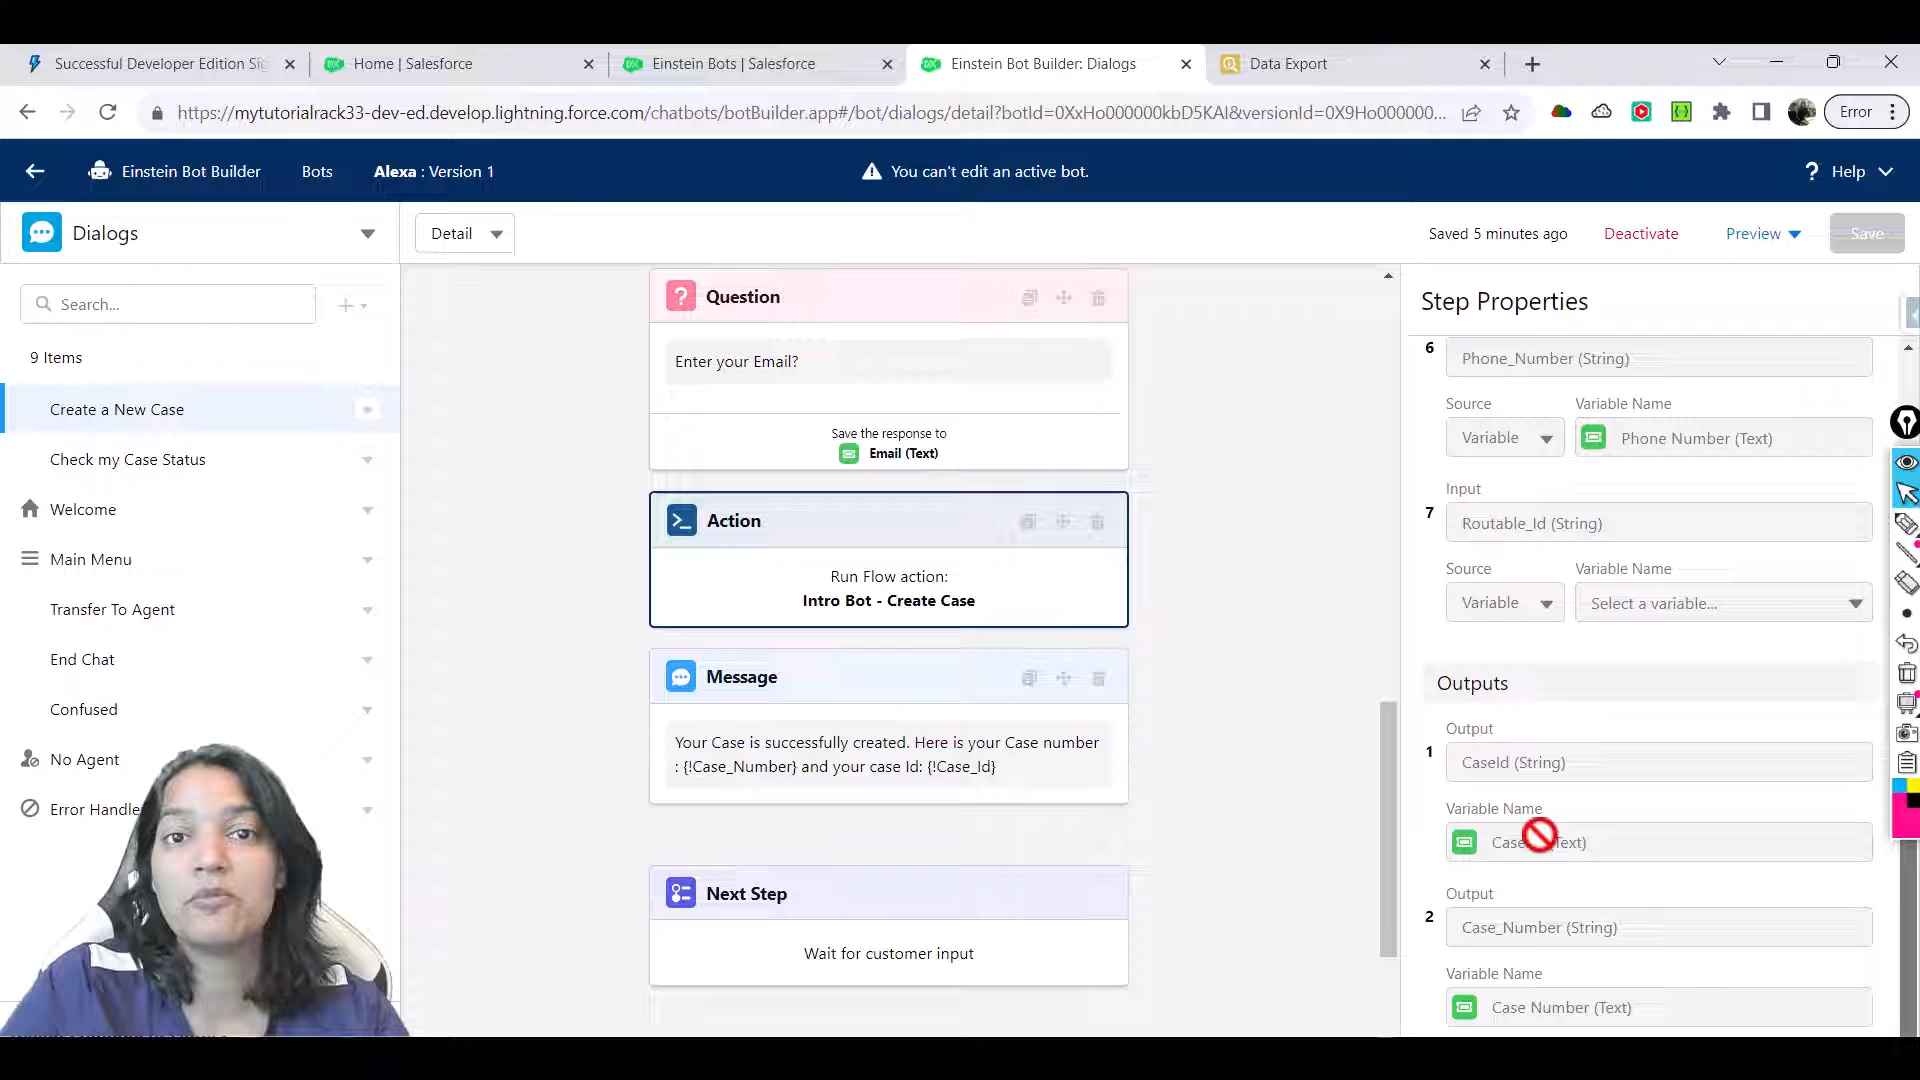 Successful Developer Edition Sig
Home | Salesforce
Einstein Bots | Salesforce
Einstein Bot Builder: Dialogs
Data Export
https://mytutorialrack33-dev-ed.develop.lightning.force.com/chatbots/botBuilder.app#/bot/dialogs/detail?botId=0XxHo000000kbD5KAI&versionId=0X9Ho000000...
Error
Einstein Bot Builder
Bots
Alexa : Version 1
You can't edit an active bot.
Help
Dialogs
Detail
Saved 5 minutes ago
Deactivate
Preview
Save
Search...
9 Items
Create a New Case
Check my Case Status
Welcome
Main Menu
Transfer To Agent
End Chat
Confused
No Agent
Error Handle
Question
Enter your Email?
Save the response to
Email (Text)
Action
Run Flow action:
Intro Bot - Create Case
Message
Your Case is successfully created. Here is your Case number
: {!Case_Number} and your case Id: {!Case_Id}
Next Step
Wait for customer input
Step Properties
6
Phone_Number (String)
Source
Variable Name
Variable
Phone Number (Text)
Input
7
Routable_Id (String)
Source
Variable Name
Variable
Select a variable...
Outputs
Output
1
CaseId (String)
Variable Name
Output
2
Case_Number (String)
Variable Name
Case Number (Text)